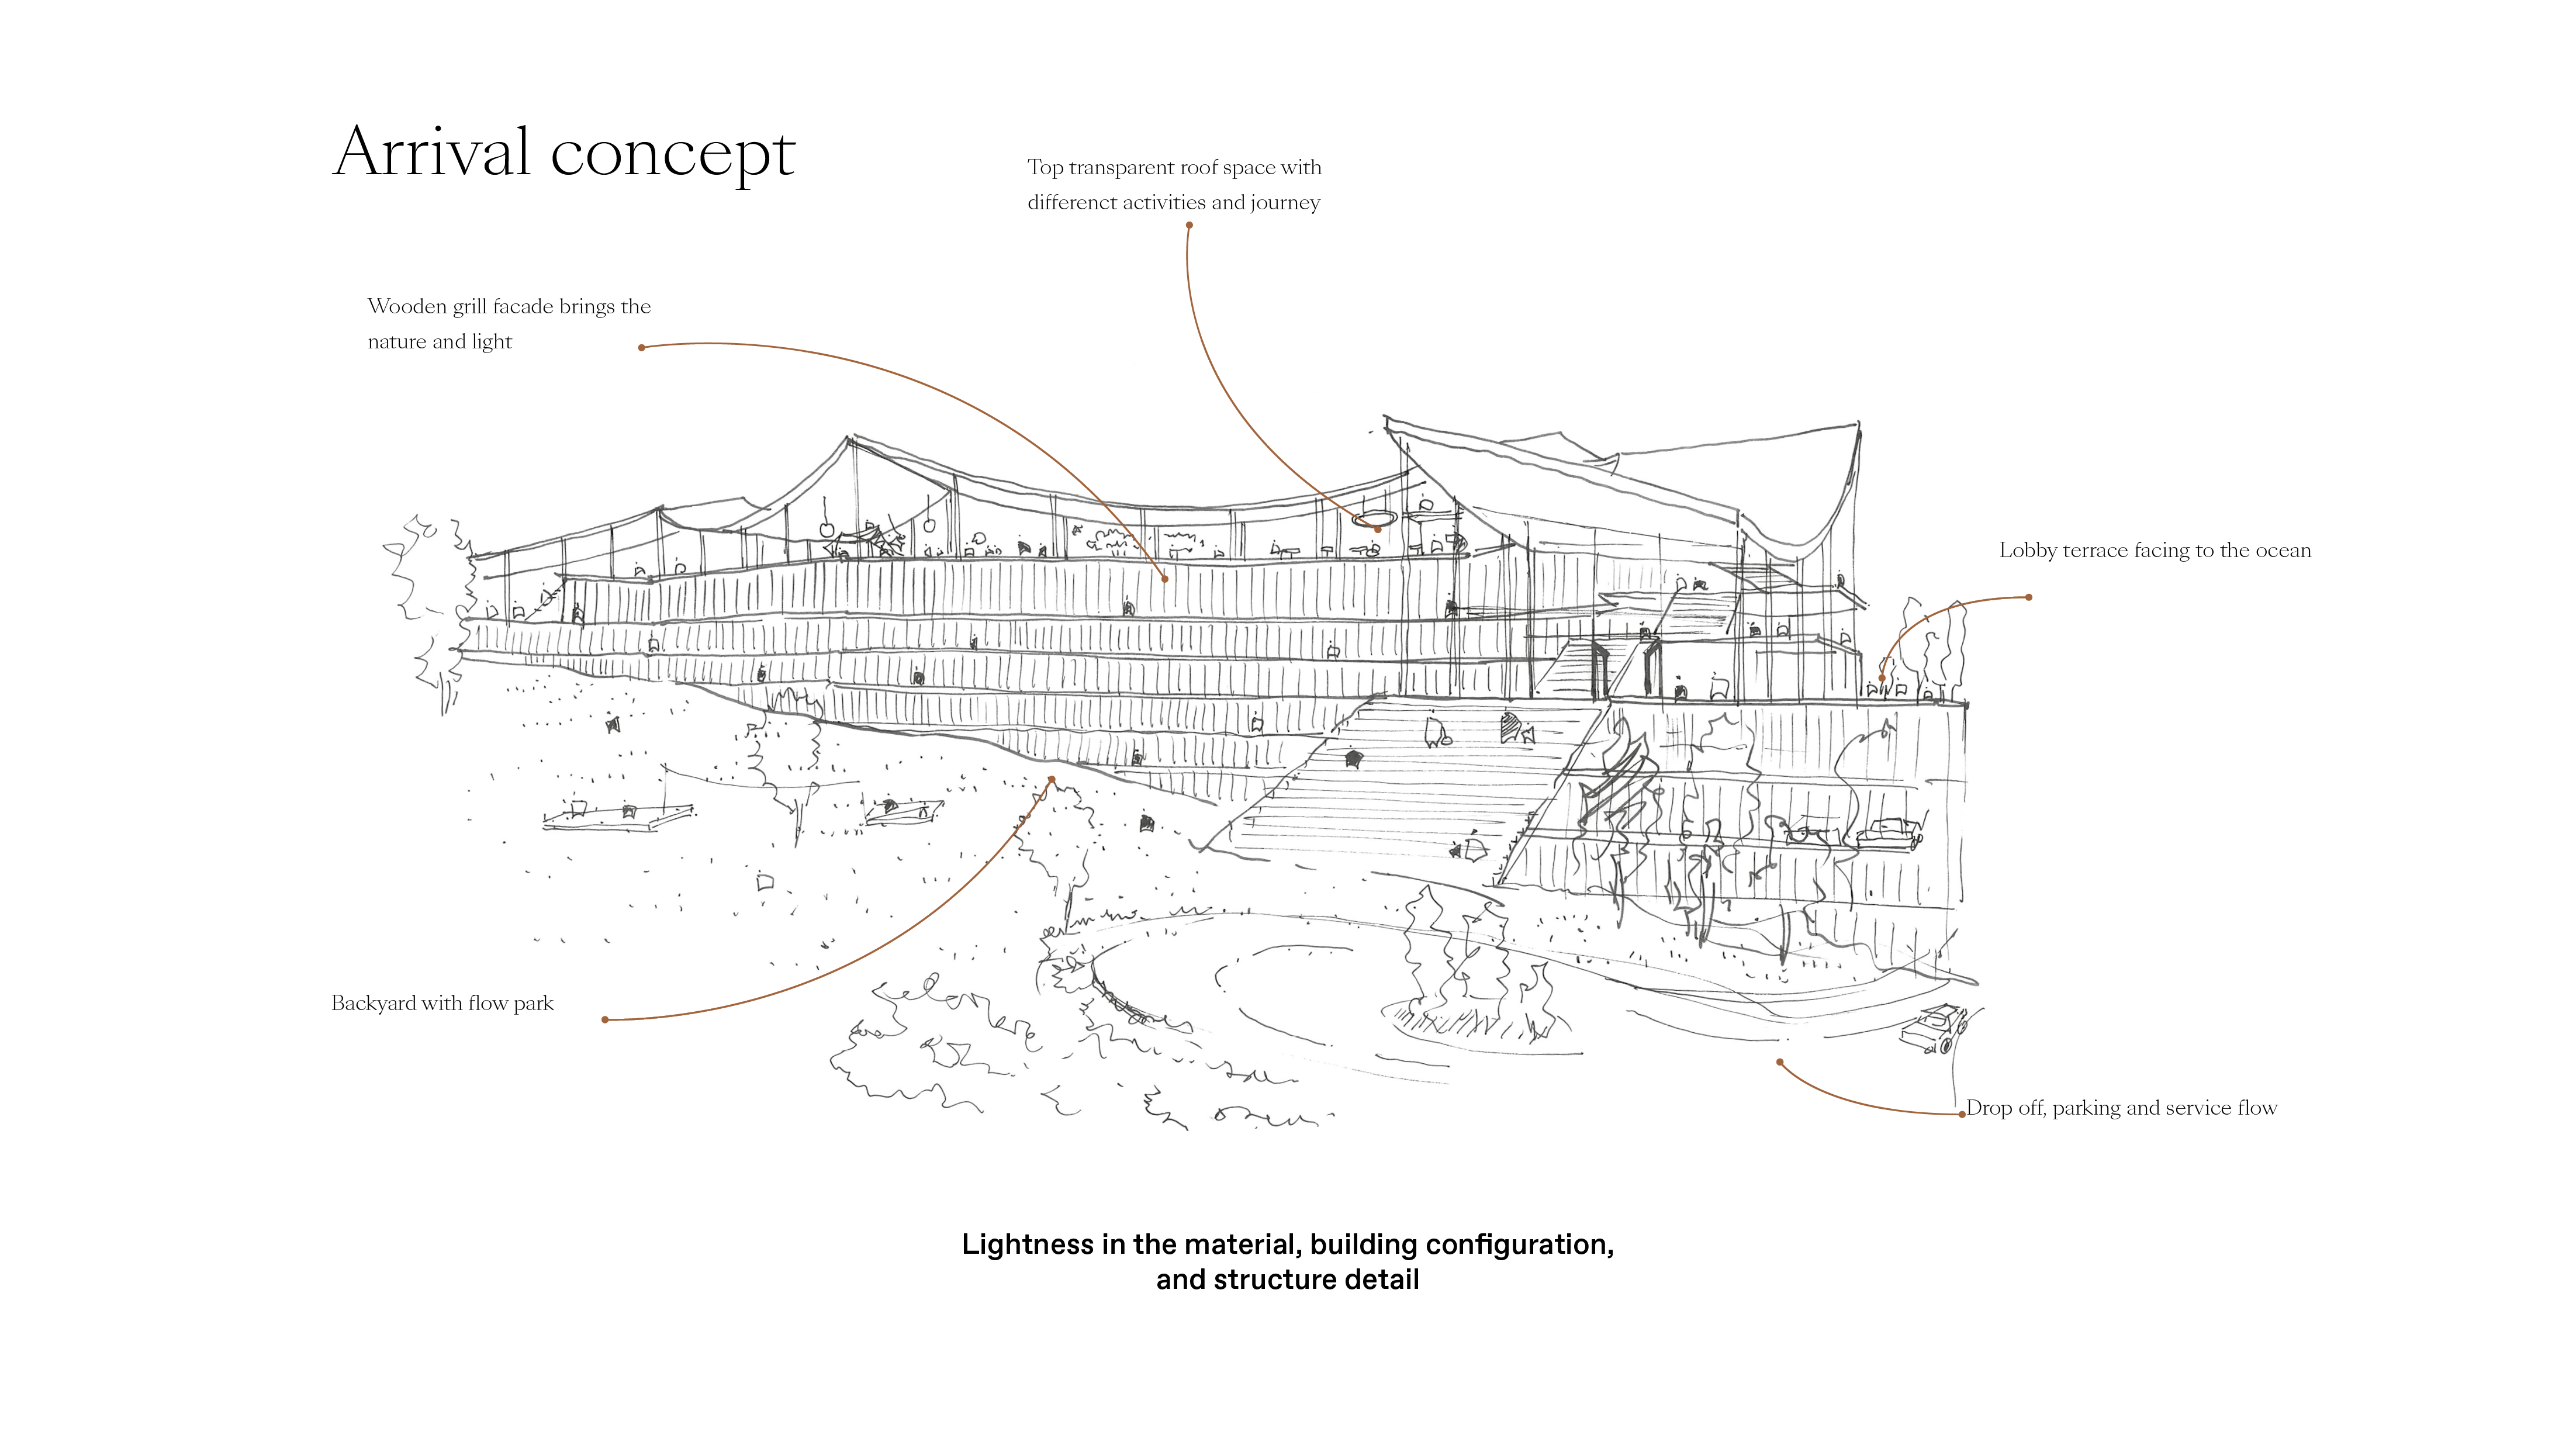 Arrival concept
Top transparent roof space with
differenct activities and journey
Wooden grill facade brings the
nature and light
Lobby terrace facing to the ocean
Backyard with flow park
Drop off, parking and service flow
Lightness in the material, building configuration,
and structure detail